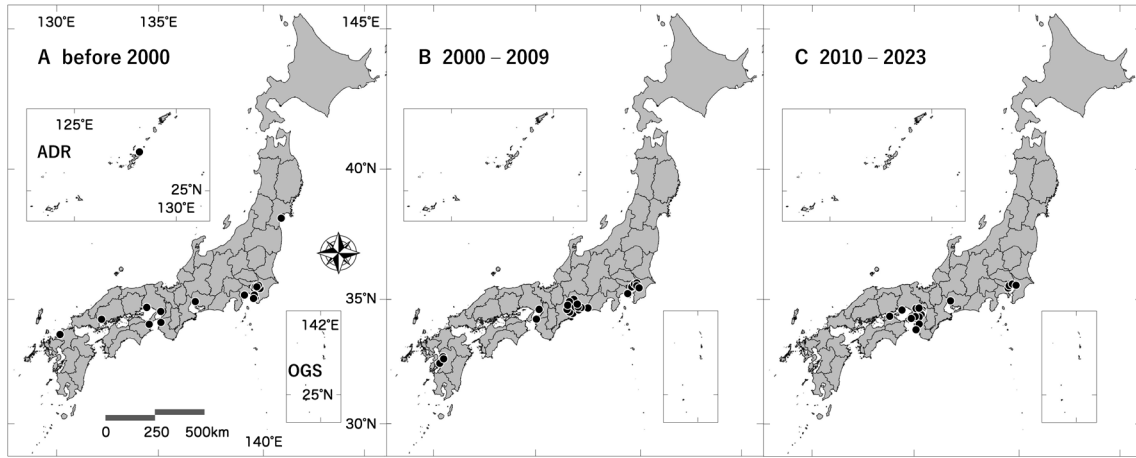 130°E 135°E 145°E
A before 2000
B 2000 – 2009
C 2010 – 2023
125°E
ADR
25°N
130°E
40°N
35°N
142°E
OGS
25°N
0 250 500km
30°N
140°E